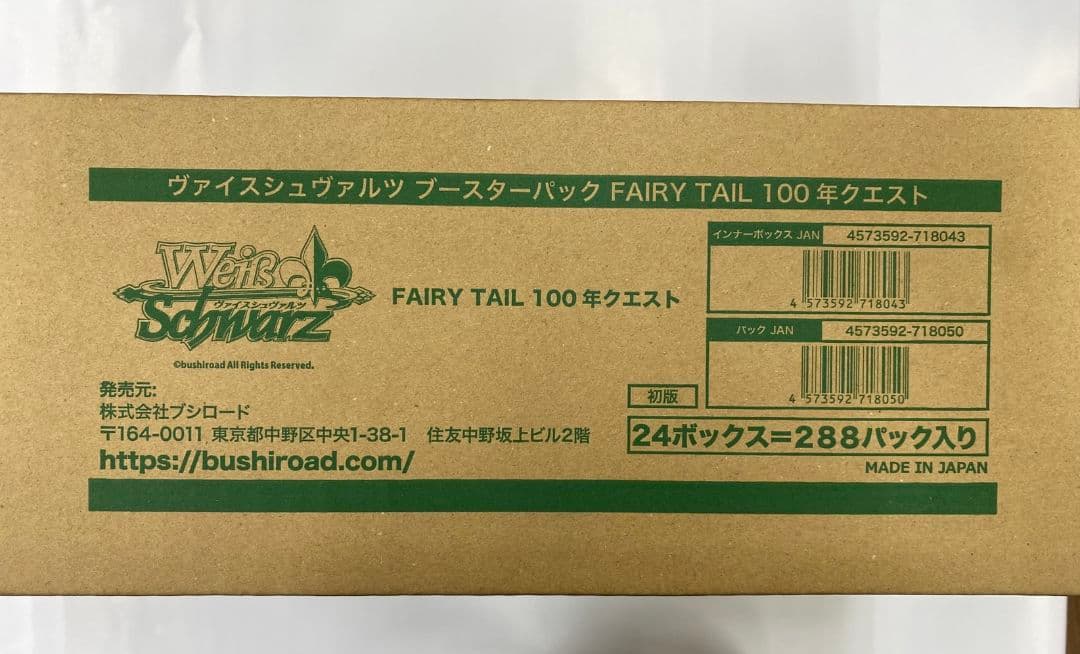 ヴァイスシュヴァルツ ブースターパック FAIRY TAIL 100年クエスト
Weiß Schwarz
ヴァイスシュヴァルツ
©bushiroad All Rights Reserved.
FAIRY TAIL 100年クエスト
インナーボックス JAN 4573592-718043
4 573592 718043
パック JAN 4573592-718050
4 573592 718050
発売元:
株式会社ブシロード
〒164-0011 東京都中野区中央1-38-1 住友中野坂上ビル2階
https://bushiroad.com/
初版
24ボックス=288パック入り
MADE IN JAPAN